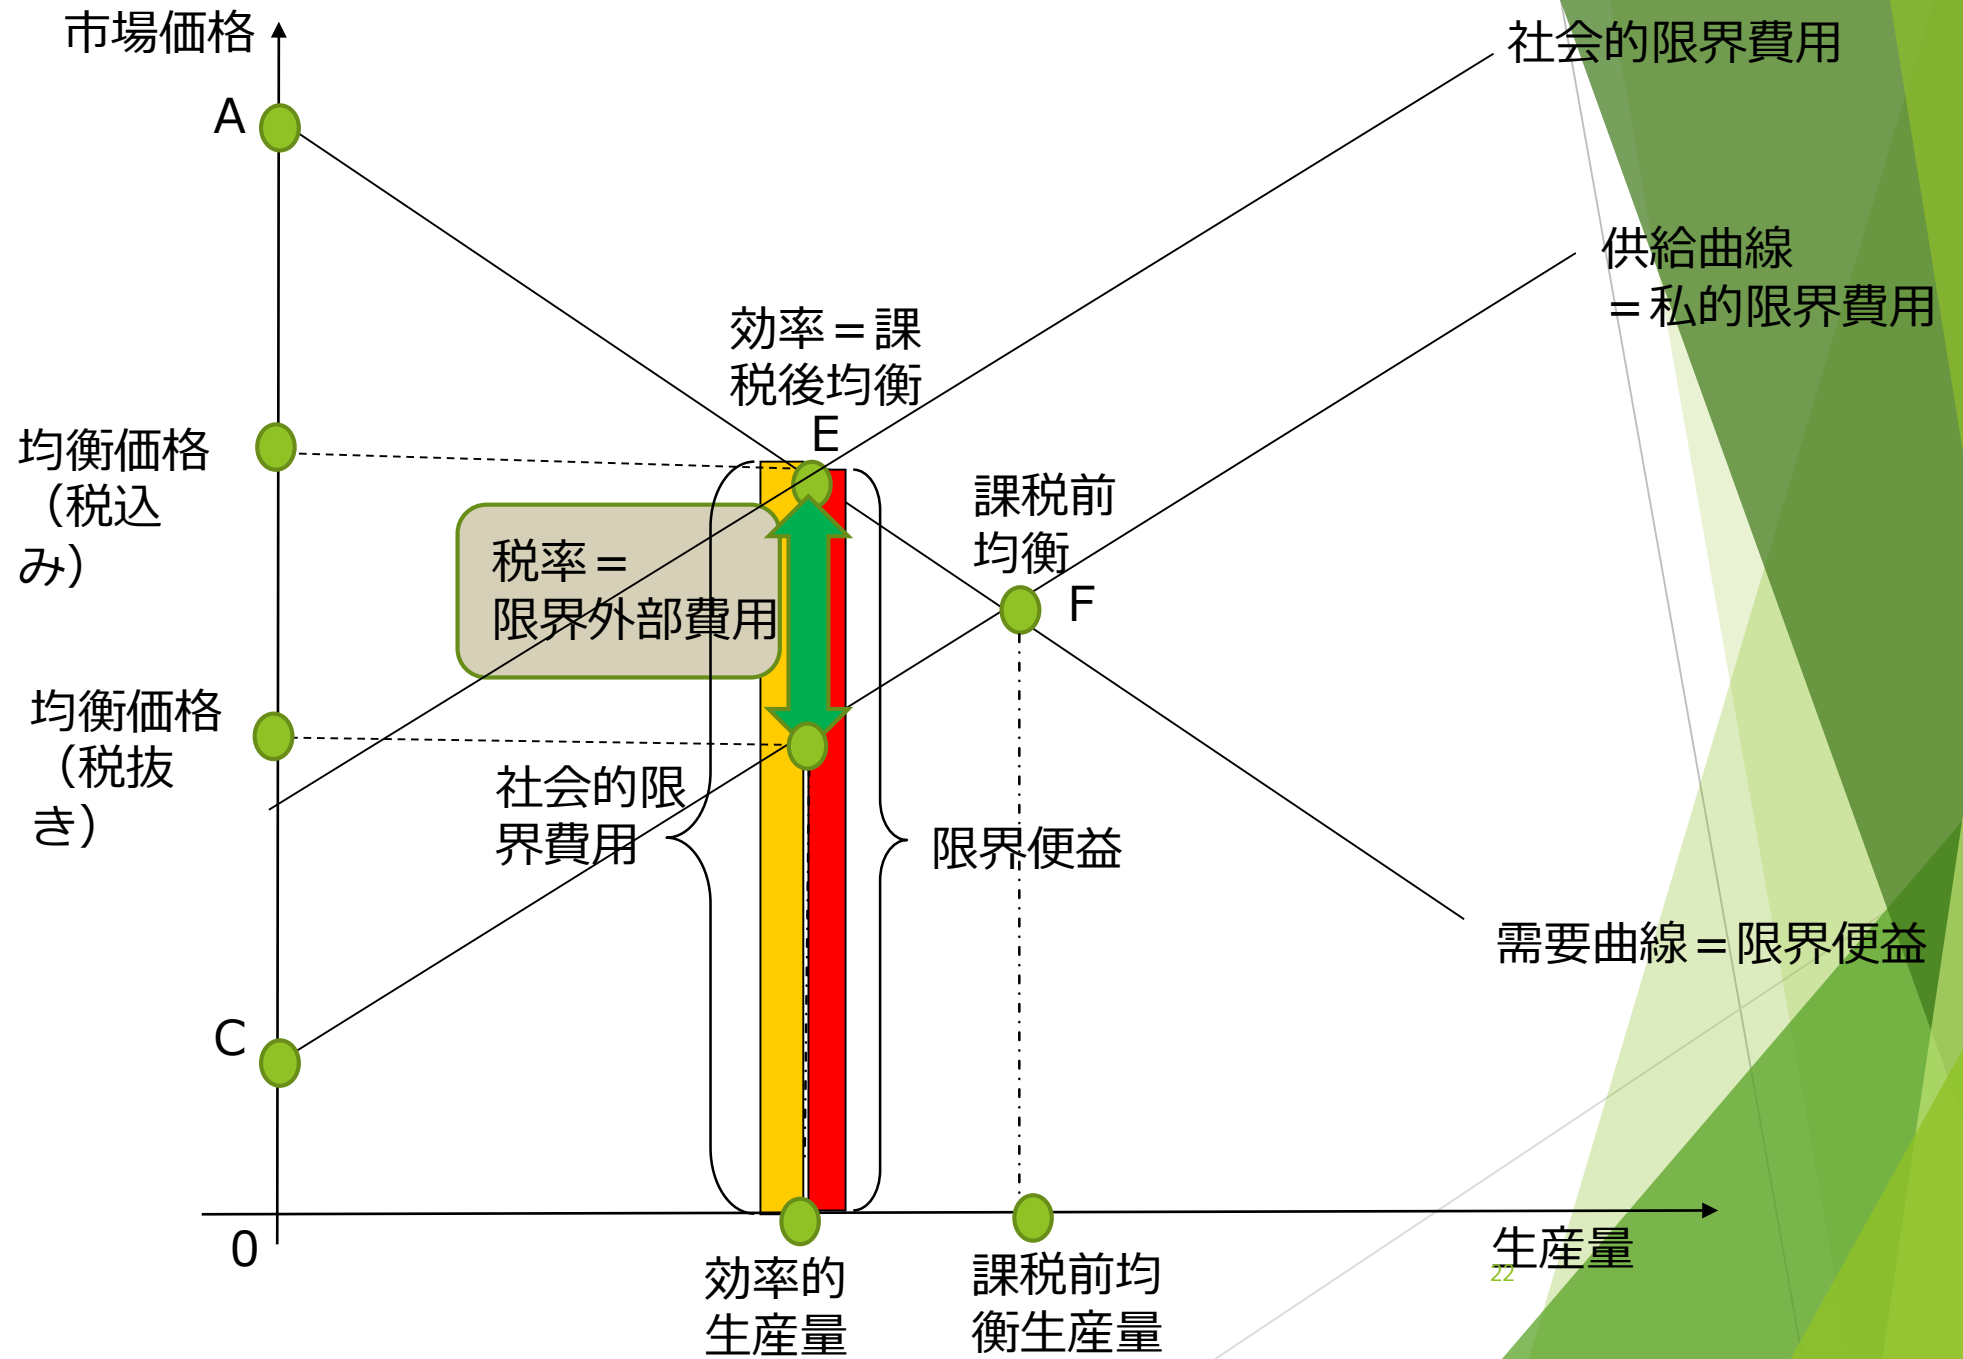 市場価格
社会的限界費用
A
供給曲線
＝私的限界費用
効率＝課
税後均衡
E
均衡価格
（税込
み）
課税前
均衡
F
税率＝
限界外部費用
均衡価格
（税抜
き）
社会的限
界費用
限界便益
需要曲線＝限界便益
C
0
効率的
生産量
課税前均
衡生産量
生産量
22